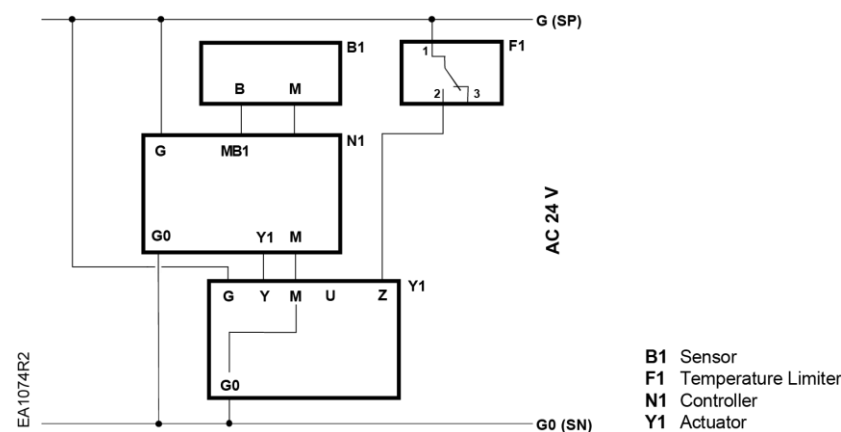 G (SP)
B1
F1
1
B M
2 3
N1
G MB1
AC 24 V
G0 Y1 M
Y1
G Y M U Z
EA1074R2
B1 Sensor
F1 Temperature Limiter
N1 Controller
Y1 Actuator
G0
G0 (SN)